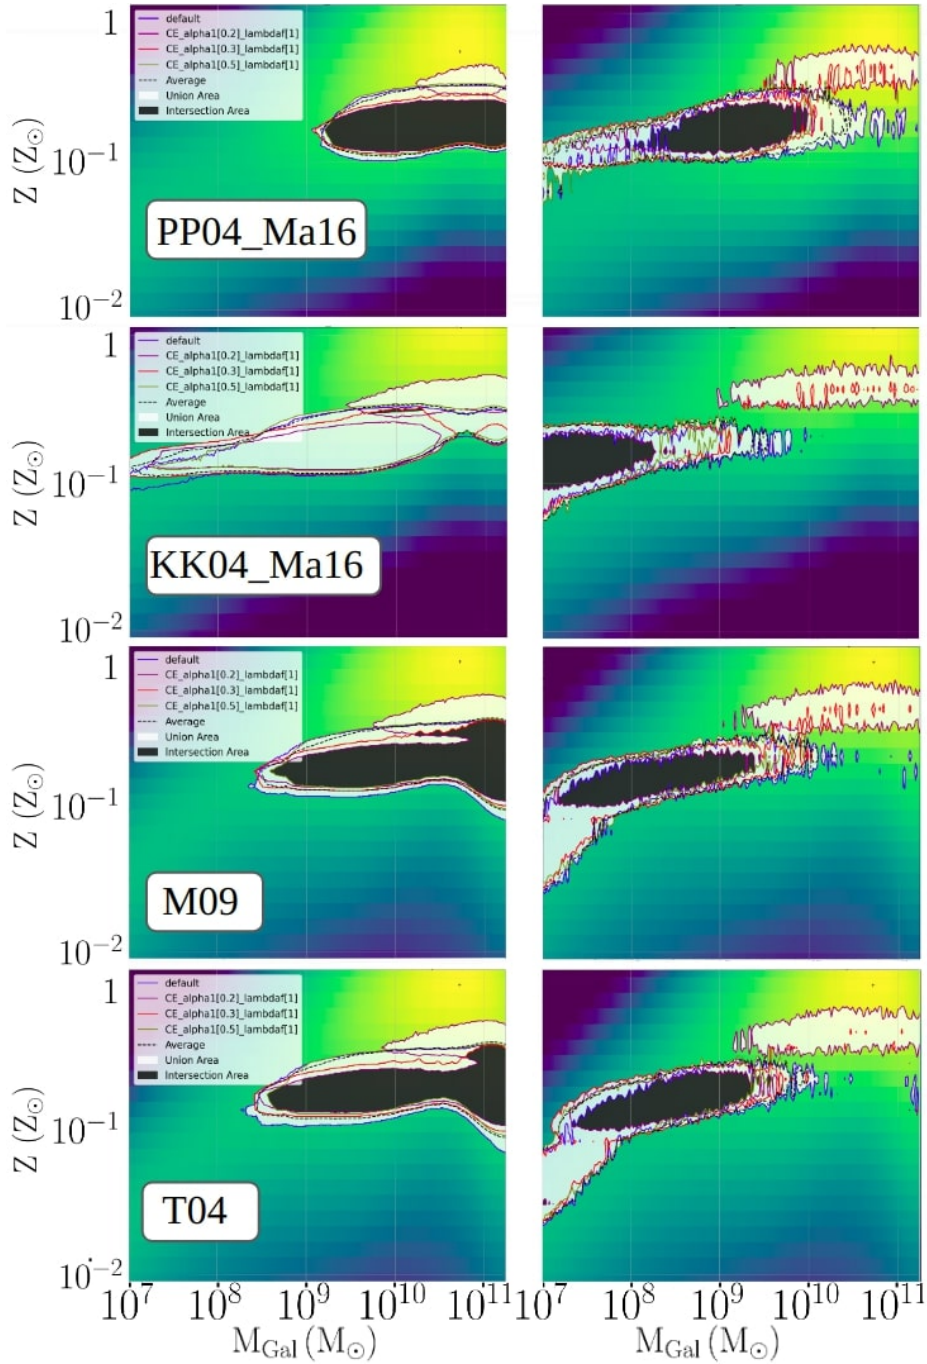 1
default
CE_alpha1[0.2]_lambdaf[1]
CE_alpha1[0.3]_lambdaf[1]
CE_alpha1[0.5]_lambdaf[1]
Average
Union Area
Intersection Area
Z (Z⊙)
10⁻¹
PP04_Ma16
10⁻²
1
default
CE_alpha1[0.2]_lambdaf[1]
CE_alpha1[0.3]_lambdaf[1]
CE_alpha1[0.5]_lambdaf[1]
Average
Union Area
Intersection Area
Z (Z⊙)
10⁻¹
KK04_Ma16
10⁻²
1
default
CE_alpha1[0.2]_lambdaf[1]
CE_alpha1[0.3]_lambdaf[1]
CE_alpha1[0.5]_lambdaf[1]
Average
Union Area
Intersection Area
Z (Z⊙)
10⁻¹
M09
10⁻²
1
default
CE_alpha1[0.2]_lambdaf[1]
CE_alpha1[0.3]_lambdaf[1]
CE_alpha1[0.5]_lambdaf[1]
Average
Union Area
Intersection Area
Z (Z⊙)
10⁻¹
T04
10⁻²
10⁷ 10⁸ 10⁹ 10¹⁰ 10¹¹ 10⁷ 10⁸ 10⁹ 10¹⁰ 10¹¹
M_Gal (M⊙) M_Gal (M⊙)